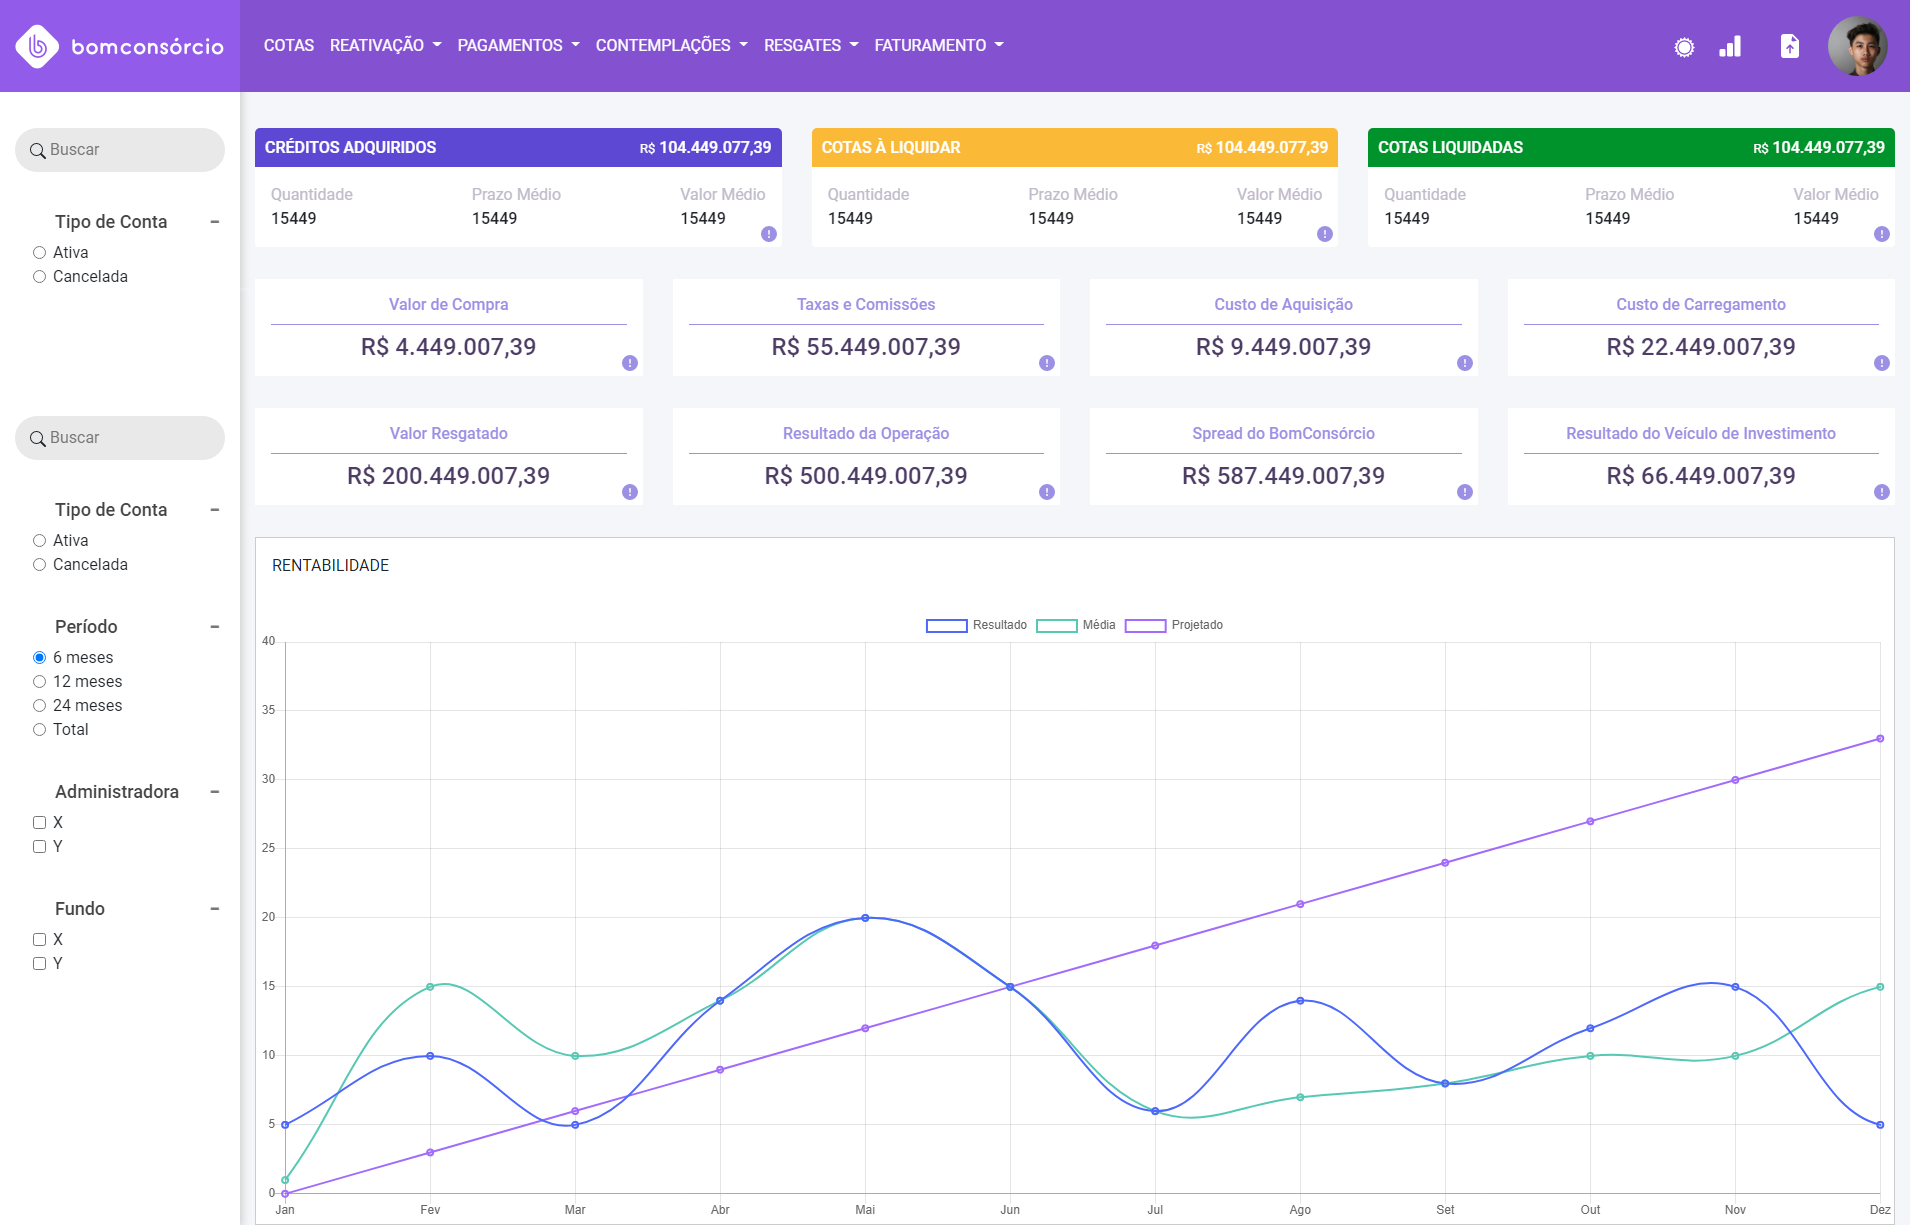 bomconsórcio
COTAS REATIVAÇÃO PAGAMENTOS CONTEMPLAÇÕES RESGATES FATURAMENTO
Buscar
Tipo de Conta
Ativa
Cancelada
Buscar
Tipo de Conta
Ativa
Cancelada
Período
6 meses
12 meses
24 meses
Total
Administradora
X
Y
Fundo
X
Y
CRÉDITOS ADQUIRIDOS R$ 104.449.077,39
Quantidade Prazo Médio Valor Médio
15449 15449 15449
COTAS À LIQUIDAR R$ 104.449.077,39
Quantidade Prazo Médio Valor Médio
15449 15449 15449
COTAS LIQUIDADAS R$ 104.449.077,39
Quantidade Prazo Médio Valor Médio
15449 15449 15449
Valor de Compra
R$ 4.449.007,39
Taxas e Comissões
R$ 55.449.007,39
Custo de Aquisição
R$ 9.449.007,39
Custo de Carregamento
R$ 22.449.007,39
Valor Resgatado
R$ 200.449.007,39
Resultado da Operação
R$ 500.449.007,39
Spread do BomConsórcio
R$ 587.449.007,39
Resultado do Veículo de Investimento
R$ 66.449.007,39
RENTABILIDADE
Resultado Média Projetado
40
35
30
25
20
15
10
5
0
Jan Fev Mar Abr Mai Jun Jul Ago Set Out Nov Dez